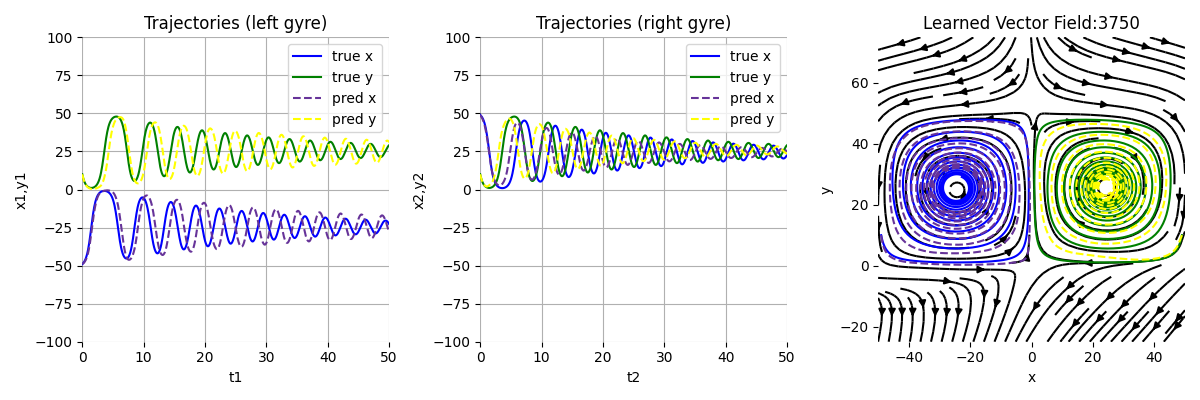 Trajectories (left gyre)
100
75
50
25
0
−25
−50
−75
−100
0 10 20 30 40 50
x1,y1
t1
true x
true y
pred x
pred y
Trajectories (right gyre)
100
75
50
25
0
−25
−50
−75
−100
0 10 20 30 40 50
x2,y2
t2
true x
true y
pred x
pred y
Learned Vector Field:3750
60
40
20
0
−20
−40 −20 0 20 40
y
x